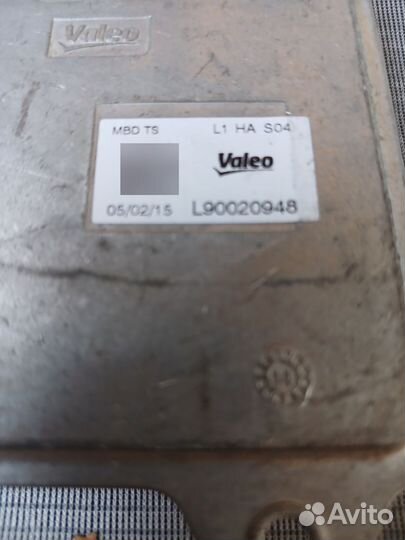 Valeo
MBD TS L1 HA S04
Valeo
05/02/15 L90020948
Avito